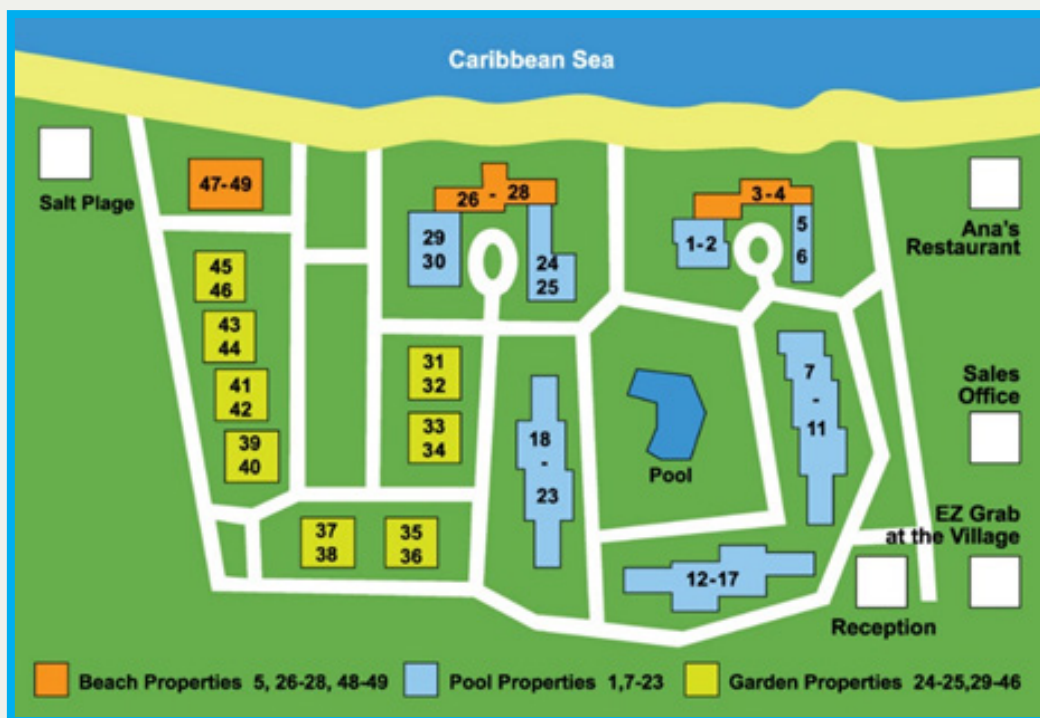 Caribbean Sea
Salt Plage
47-49
26 - 28
3-4
29
30
24
25
1-2
5
6
Ana's
Restaurant
45
46
43
44
41
42
39
40
31
32
33
34
18
-
23
Pool
7
-
11
Sales
Office
37
38
35
36
12-17
EZ Grab
at the Village
Reception
Beach Properties 5, 26-28, 48-49
Pool Properties 1,7-23
Garden Properties 24-25,29-46